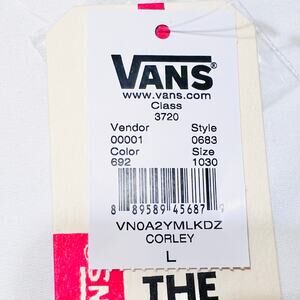 VANS®
www.vans.com
Class
3720
Vendor Style
00001 0683
Color Size
692 1030
8 89589 45687 9
VN0A2YMLKDZ
CORLEY
L
THE